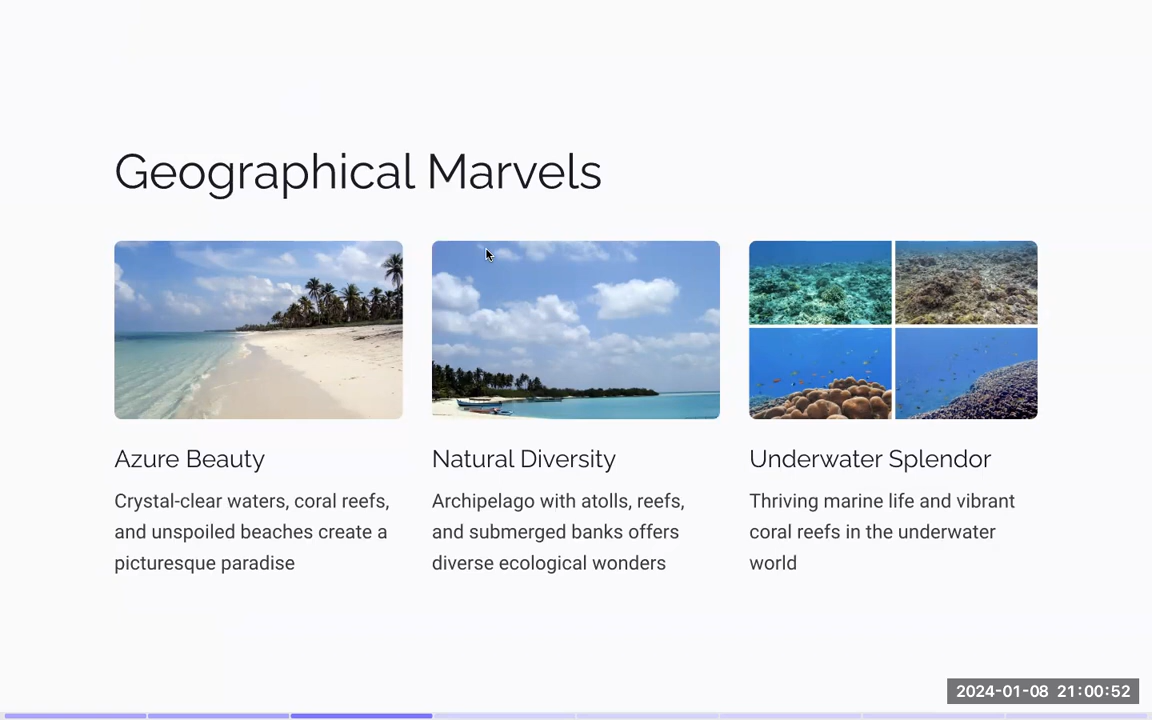 Geographical Marvels
Azure Beauty
Crystal-clear waters, coral reefs,
and unspoiled beaches create a
picturesque paradise
Natural Diversity
Archipelago with atolls, reefs,
and submerged banks offers
diverse ecological wonders
Underwater Splendor
Thriving marine life and vibrant
coral reefs in the underwater
world
2024-01-08 21:00:52